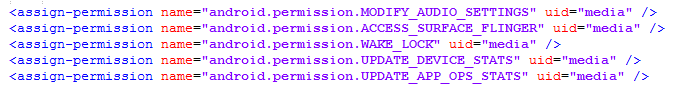 <assign-permission name="android.permission.MODIFY_AUDIO_SETTINGS" uid="media" />
<assign-permission name="android.permission.ACCESS_SURFACE_FLINGER" uid="media" />
<assign-permission name="android.permission.WAKE_LOCK" uid="media" />
<assign-permission name="android.permission.UPDATE_DEVICE_STATS" uid="media" />
<assign-permission name="android.permission.UPDATE_APP_OPS_STATS" uid="media" />